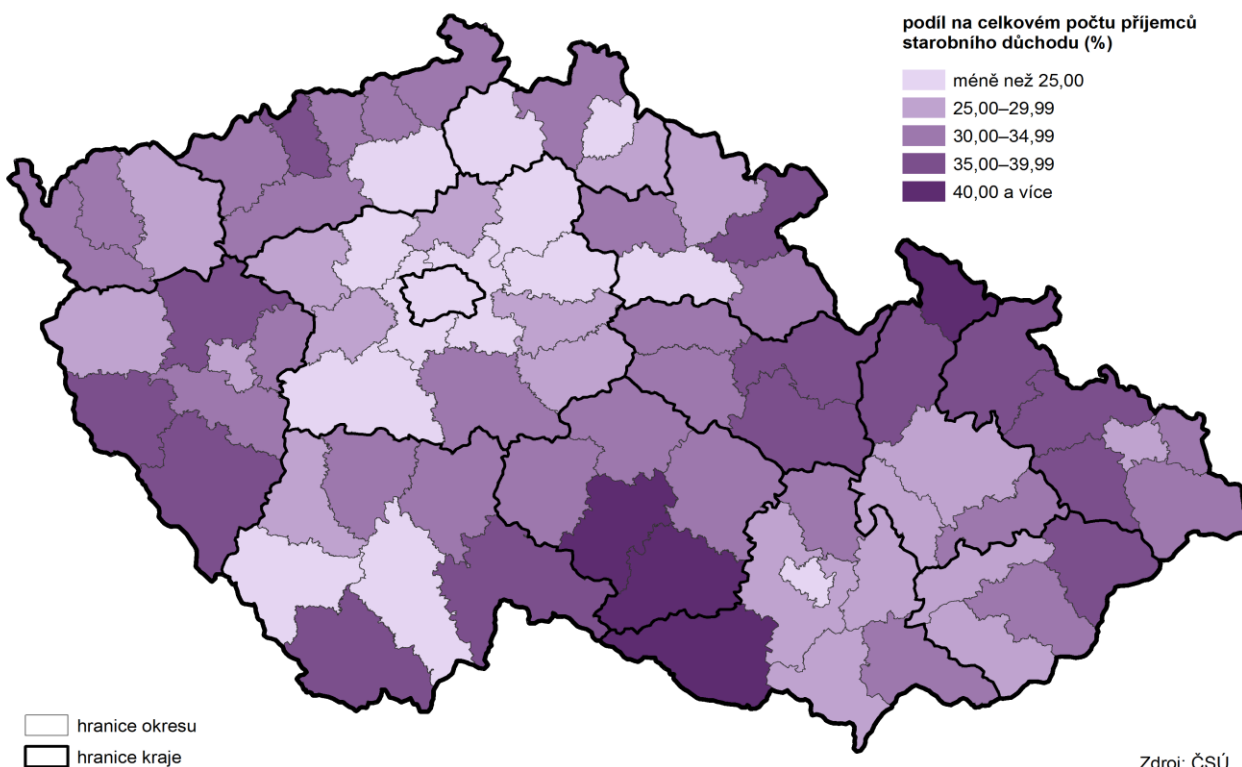 podíl na celkovém počtu příjemců
starobního důchodu (%)
méně než 25,00
25,00–29,99
30,00–34,99
35,00–39,99
40,00 a více
hranice okresu
hranice kraje
Zdroj: ČSÚ